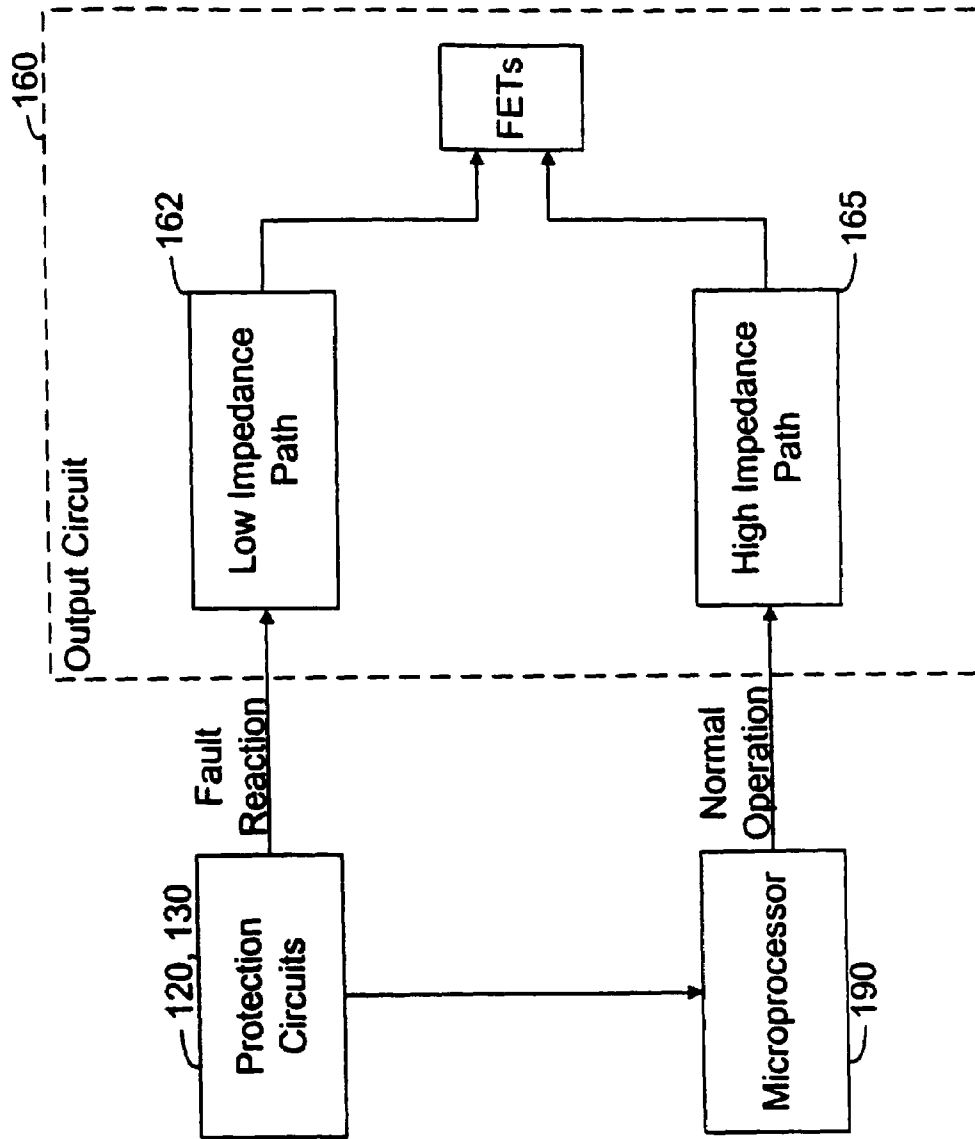 160
Output Circuit
120, 130
Protection
Circuits
Fault
Reaction
162
Low Impedance
Path
FETs
Microprocessor
190
Normal
Operation
High Impedance
Path
165